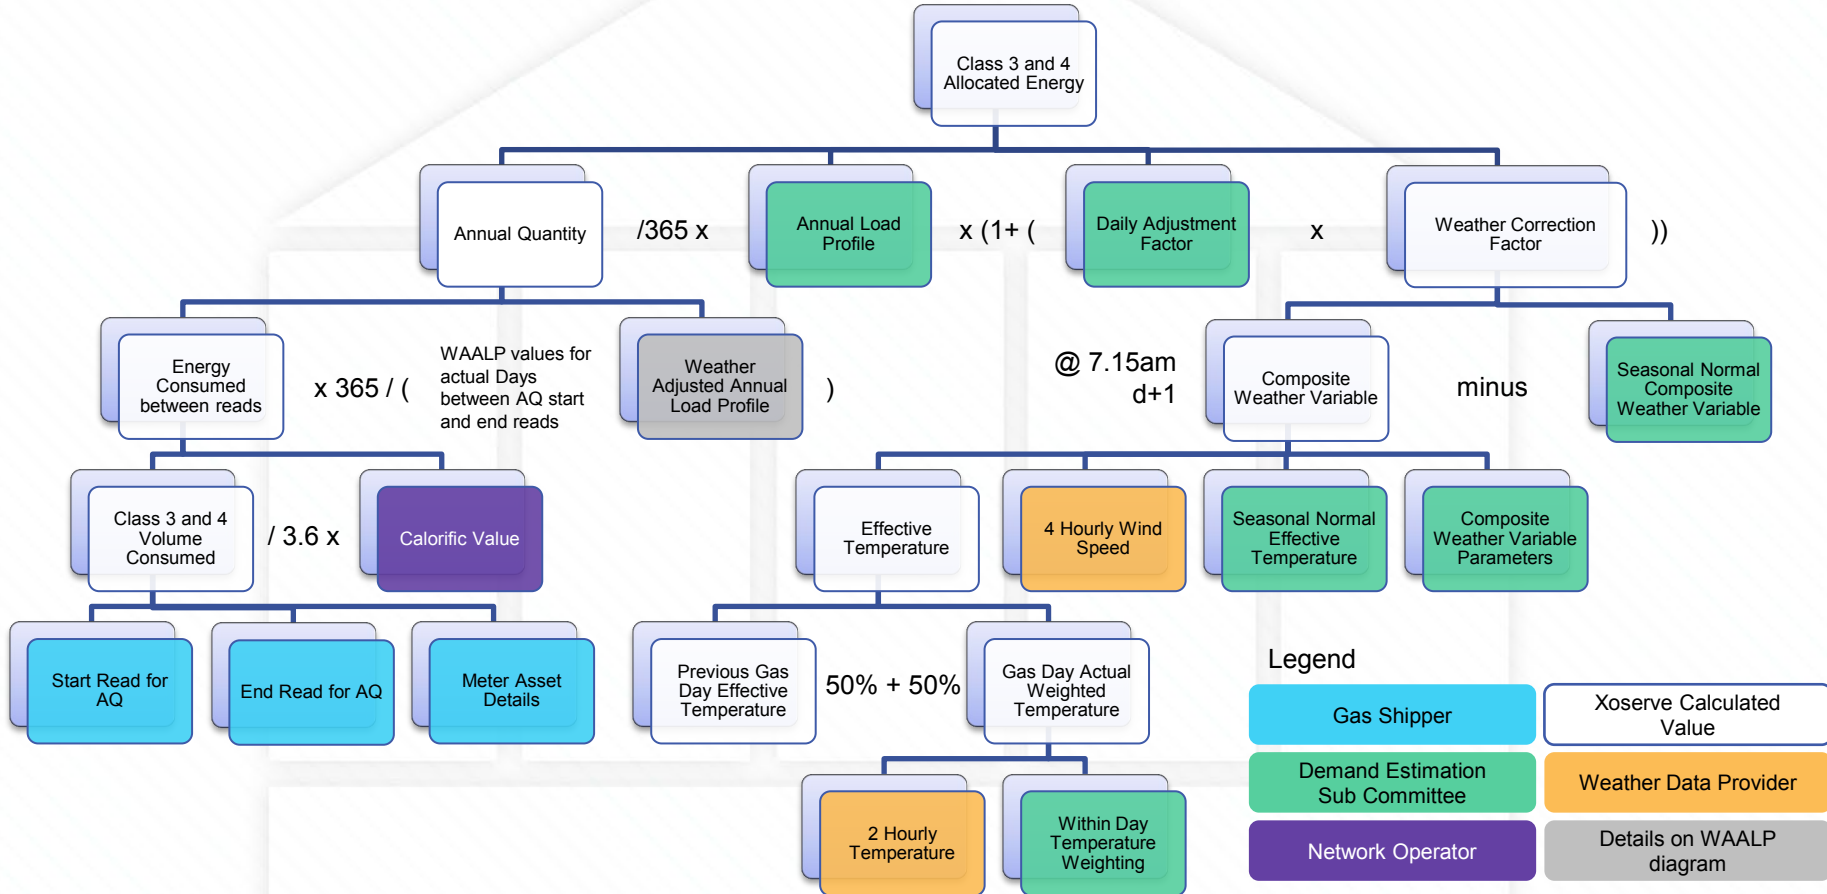 Class 3 and 4
Allocated Energy
Annual Quantity
/365 x
Annual Load
Profile
x (1+ (
Daily Adjustment
Factor
x
Weather Correction
Factor
))
Energy
Consumed
between reads
x 365 / (
WAALP values for
actual Days
between AQ start
and end reads
Weather
Adjusted Annual
Load Profile
)
@ 7.15am
d+1
Composite
Weather Variable
minus
Seasonal Normal
Composite
Weather Variable
Class 3 and 4
Volume
Consumed
/ 3.6 x
Calorific Value
Effective
Temperature
4 Hourly Wind
Speed
Seasonal Normal
Effective
Temperature
Composite
Weather Variable
Parameters
Start Read for
AQ
End Read for AQ
Meter Asset
Details
Previous Gas
Day Effective
Temperature
50% + 50%
Gas Day Actual
Weighted
Temperature
2 Hourly
Temperature
Within Day
Temperature
Weighting
Legend
Gas Shipper
Xoserve Calculated
Value
Demand Estimation
Sub Committee
Weather Data Provider
Network Operator
Details on WAALP
diagram